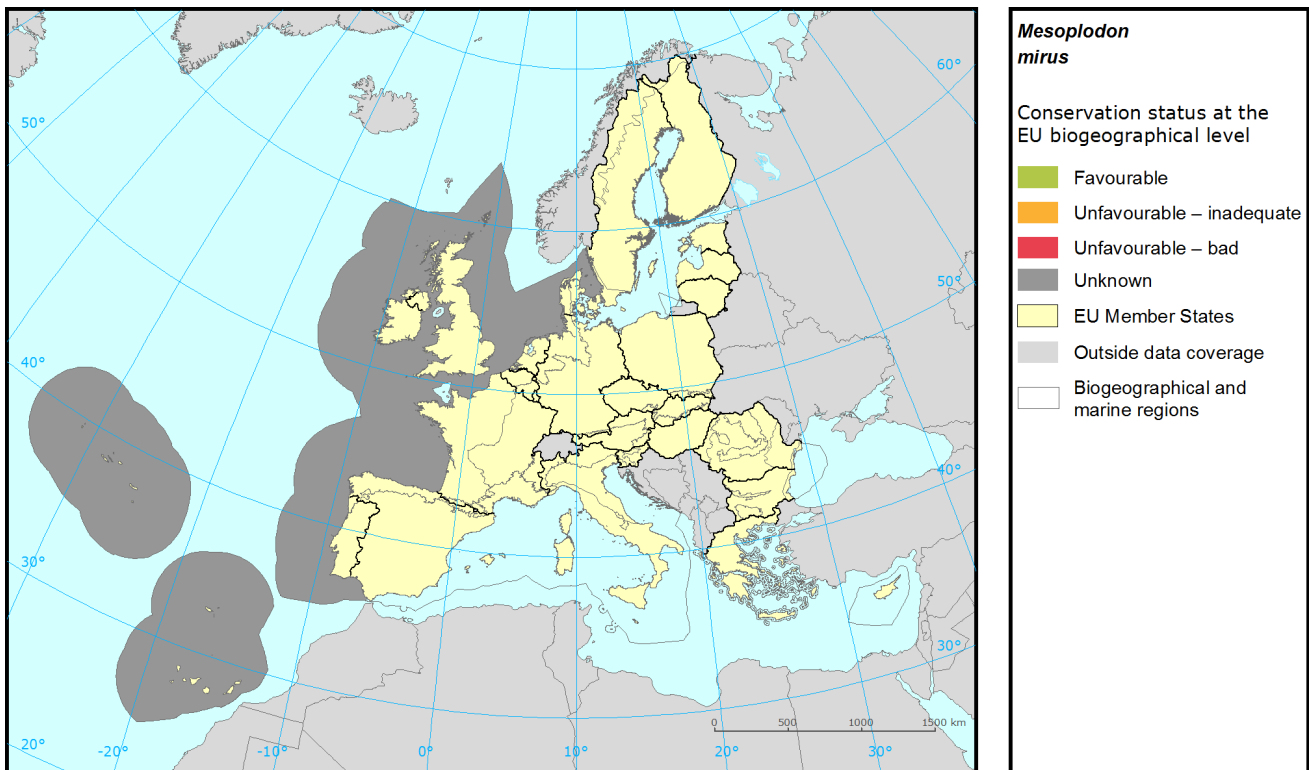 Mesoplodon
mirus
Conservation status at the
EU biogeographical level
Favourable
Unfavourable – inadequate
Unfavourable – bad
Unknown
EU Member States
Outside data coverage
Biogeographical and
marine regions
60°
50°
50°
40°
40°
30°
30°
20°
-20°
-10°
0°
10°
20°
30°
0 500 1000 1500 km